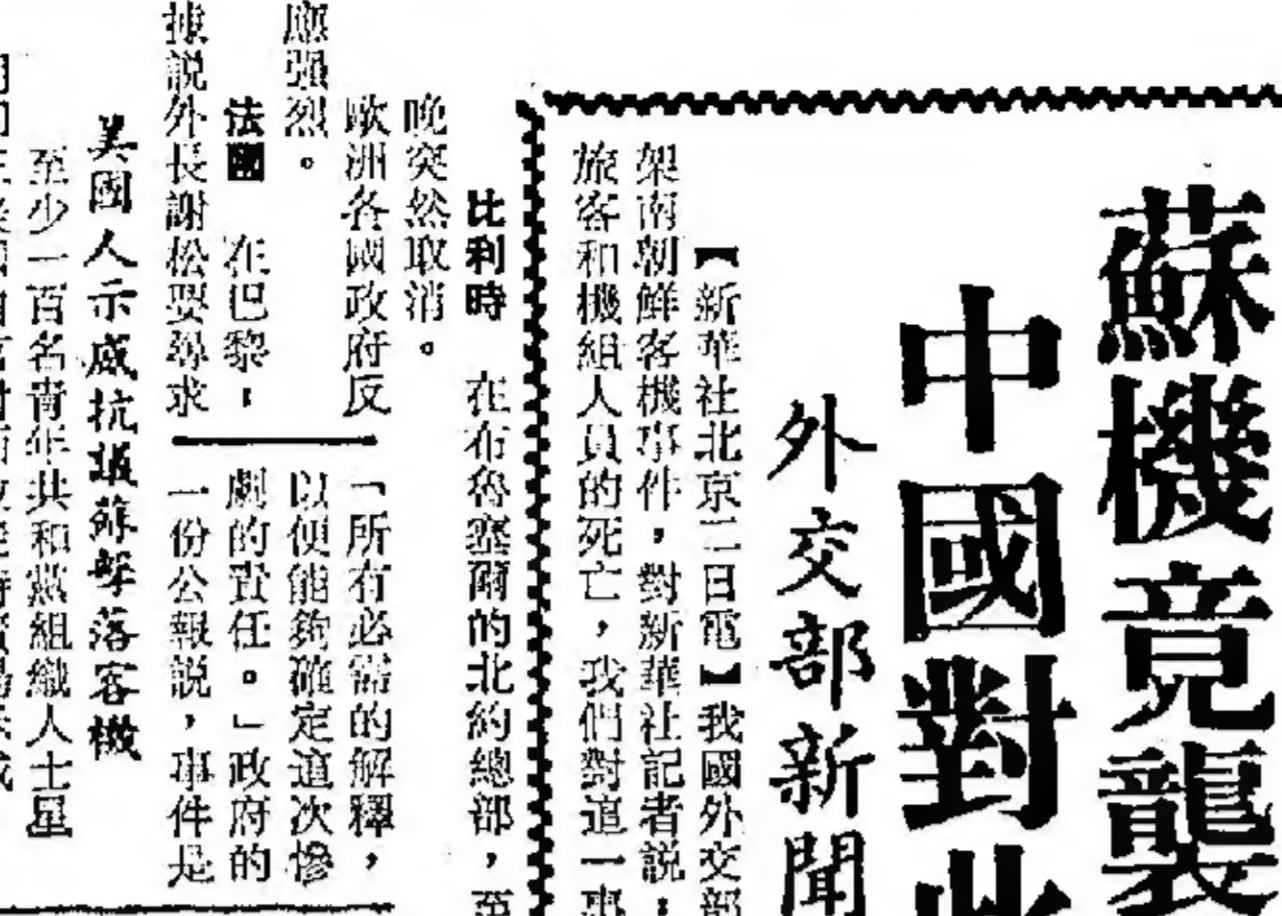 蘇機竟襲
中國對此
外交部新聞
【新華社北京二日電】我國外交部
架南朝鮮客機事件，對新華社記者說：
旅客和機組人員的死亡，我們對這一事
比利時　在布魯塞爾的北約總部，至
晚突然取消。
歐洲各國政府反
應強烈。
法國　在巴黎，
據說外長謝松要尋求
「所有必需的解釋，
以便能夠確定這次慘
劇的責任。」政府的
一份公報說，事件是
美國人示威抗議蘇擊落客機
至少一百名青年共和黨組織人士星